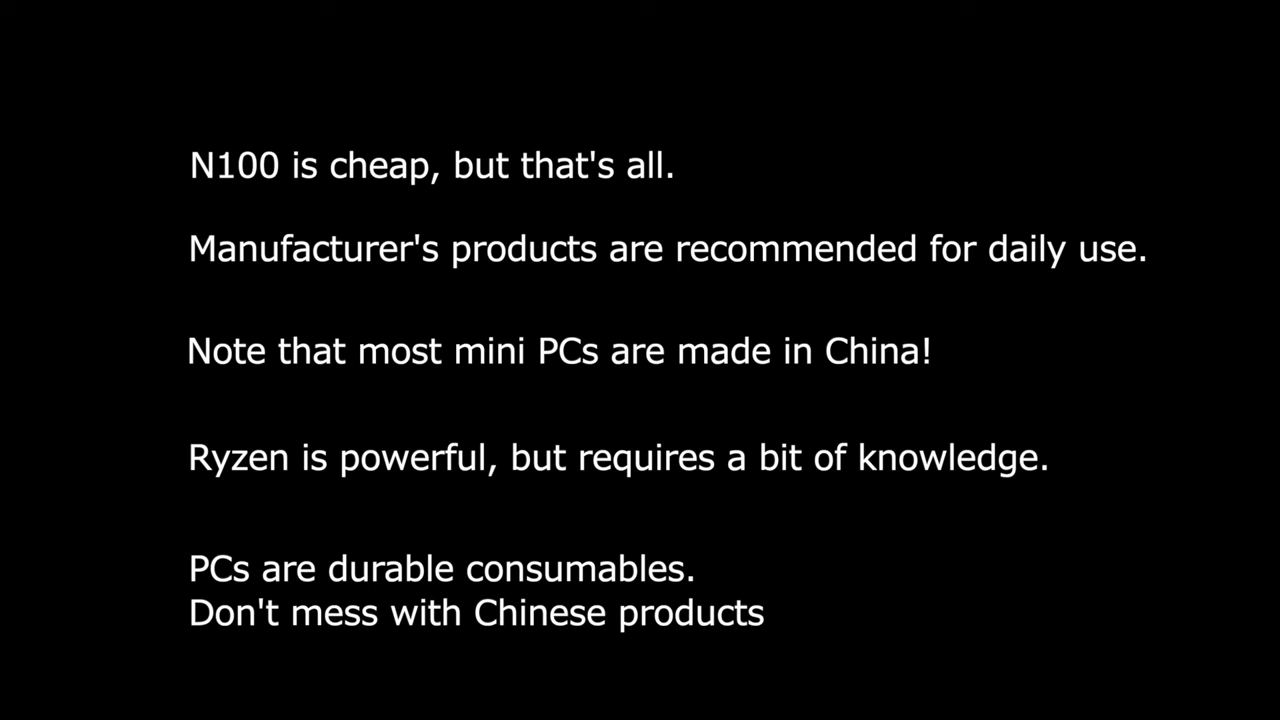 N100 is cheap, but that's all.
Manufacturer's products are recommended for daily use.
Note that most mini PCs are made in China!
Ryzen is powerful, but requires a bit of knowledge.
PCs are durable consumables.
Don't mess with Chinese products